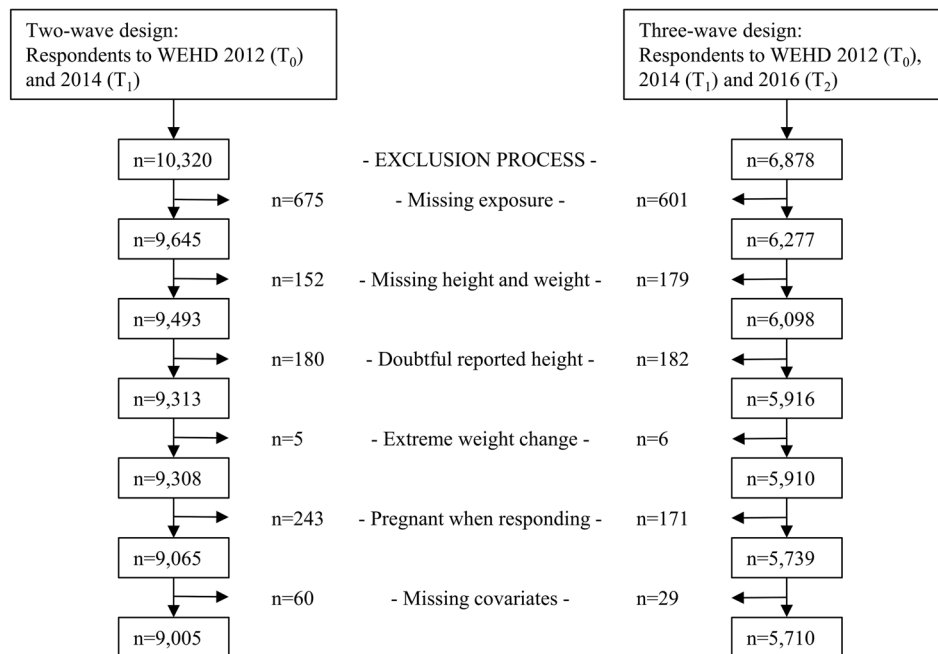 Two-wave design:
Respondents to WEHD 2012 (T₀)
and 2014 (T₁)
Three-wave design:
Respondents to WEHD 2012 (T₀),
2014 (T₁) and 2016 (T₂)
n=10,320 - EXCLUSION PROCESS - n=6,878
n=675 - Missing exposure - n=601
n=9,645 n=6,277
n=152 - Missing height and weight - n=179
n=9,493 n=6,098
n=180 - Doubtful reported height - n=182
n=9,313 n=5,916
n=5 - Extreme weight change - n=6
n=9,308 n=5,910
n=243 - Pregnant when responding - n=171
n=9,065 n=5,739
n=60 - Missing covariates - n=29
n=9,005 n=5,710